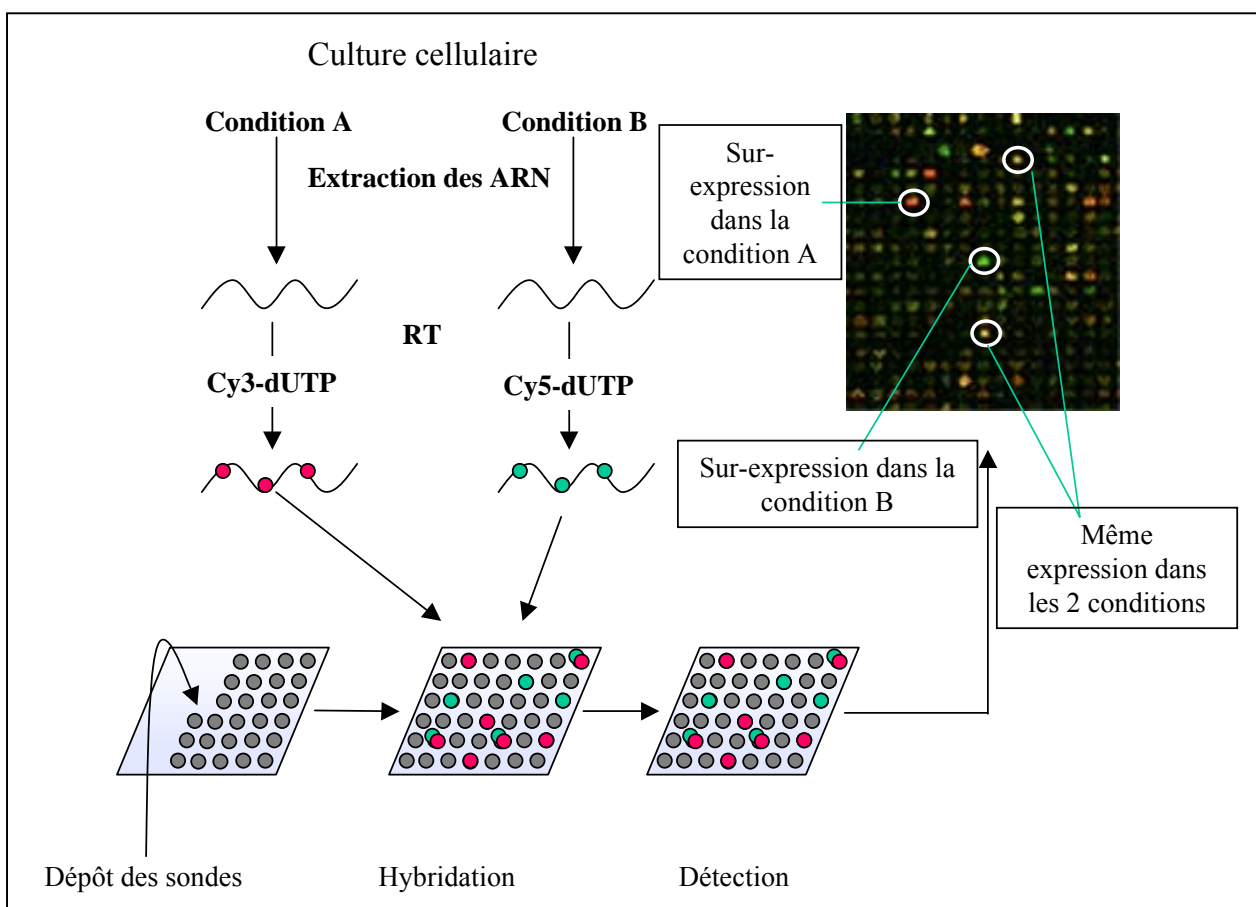 Culture cellulaire
Condition A
Condition B
Extraction des ARN
RT
Cy3-dUTP
Cy5-dUTP
Sur-
expression
dans la
condition A
Sur-expression dans la
condition B
Même
expression dans
les 2 conditions
Dépôt des sondes
Hybridation
Détection